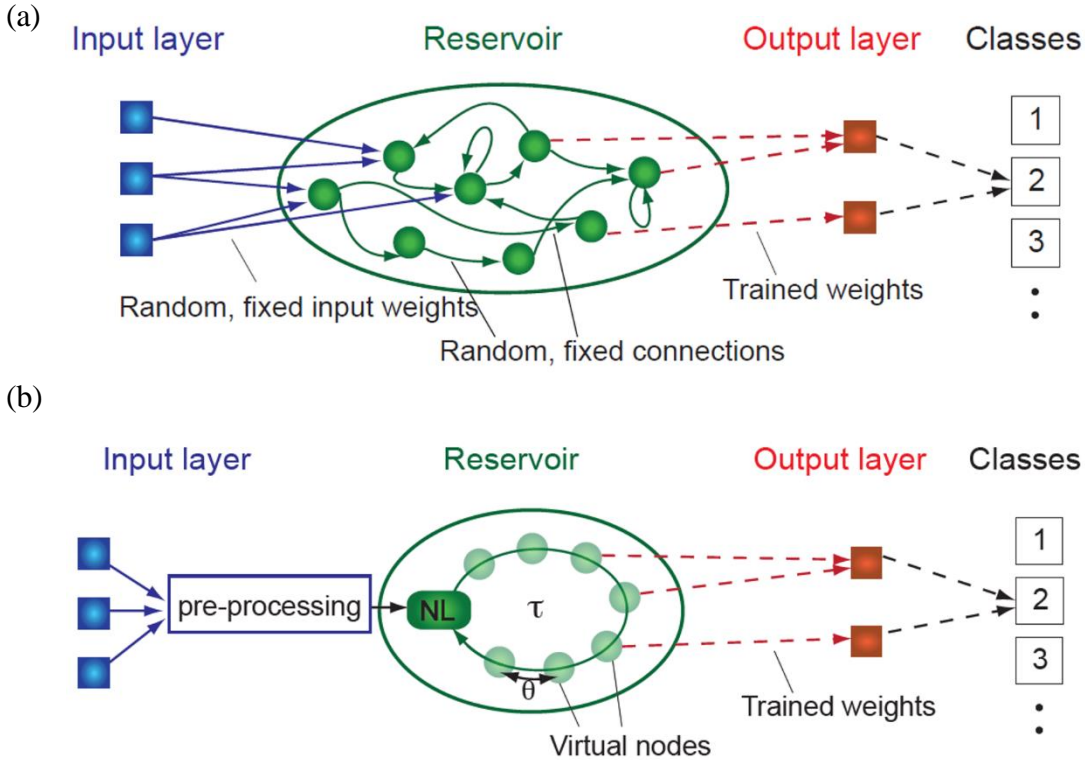 (a)
Input layer Reservoir Output layer Classes
1
2
3
Trained weights
Random, fixed input weights
Random, fixed connections
(b)
Input layer Reservoir Output layer Classes
1
pre-processing NL τ 2
3
θ
Trained weights
Virtual nodes